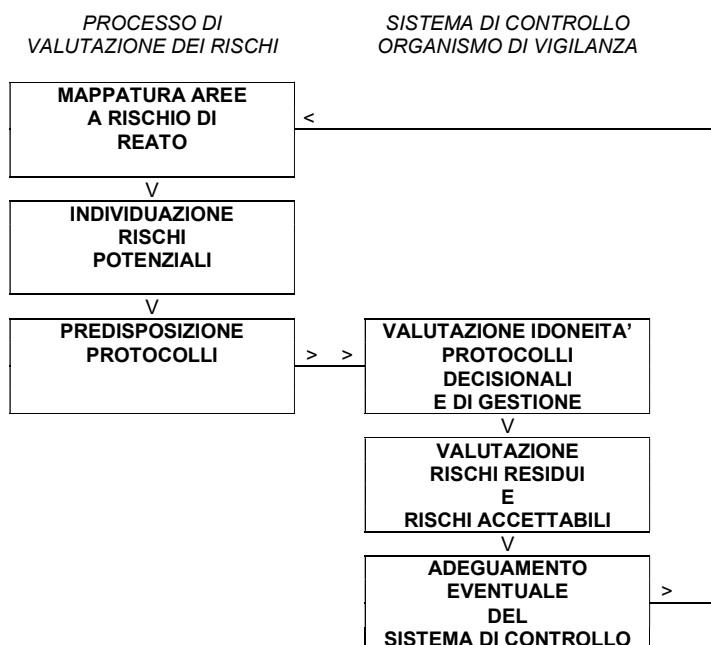 PROCESSO DI
VALUTAZIONE DEI RISCHI
SISTEMA DI CONTROLLO
ORGANISMO DI VIGILANZA
MAPPATURA AREE
A RISCHIO DI
REATO
<
V
INDIVIDUAZIONE
RISCHI
POTENZIALI
V
PREDISPOSIZIONE
PROTOCOLLI
> >
VALUTAZIONE IDONEITA'
PROTOCOLLI
DECISIONALI
E DI GESTIONE
V
VALUTAZIONE
RISCHI RESIDUI
E
RISCHI ACCETTABILI
V
ADEGUAMENTO
EVENTUALE
DEL
SISTEMA DI CONTROLLO
>